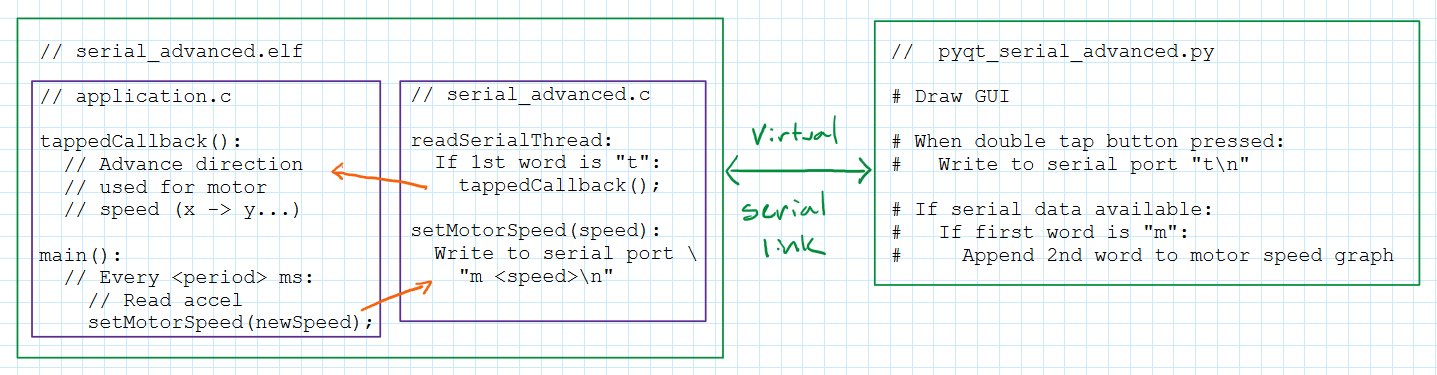 // serial_advanced.elf
// application.c
tappedCallback():
// Advance direction
// used for motor
// speed (x -> y...)
main():
// Every <period> ms:
// Read accel
setMotorSpeed(newSpeed);
// serial_advanced.c
readSerialThread:
If 1st word is "t":
tappedCallback();
setMotorSpeed(speed):
Write to serial port \
"m <speed>\n"
Virtual
serial
link
// pyqt_serial_advanced.py
# Draw GUI
# When double tap button pressed:
# Write to serial port "t\n"
# If serial data available:
# If first word is "m":
# Append 2nd word to motor speed graph